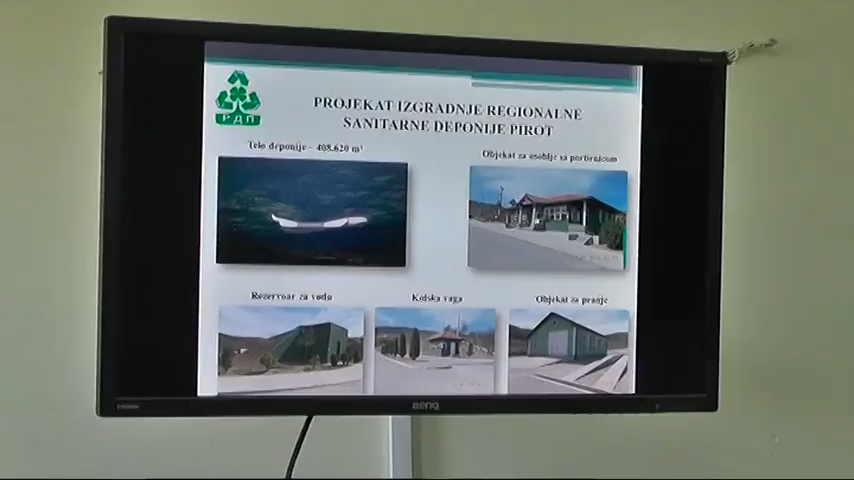 PROJEKAT IZGRADNJE REGIONALNE
SANITARNE DEPONIJE PIROT
РДП
Telo deponije – 408.620 m³
Objekat za osoblje sa portirnicom
Rezervoar za vodu
Kolska vaga
Objekat za pranje
BenQ